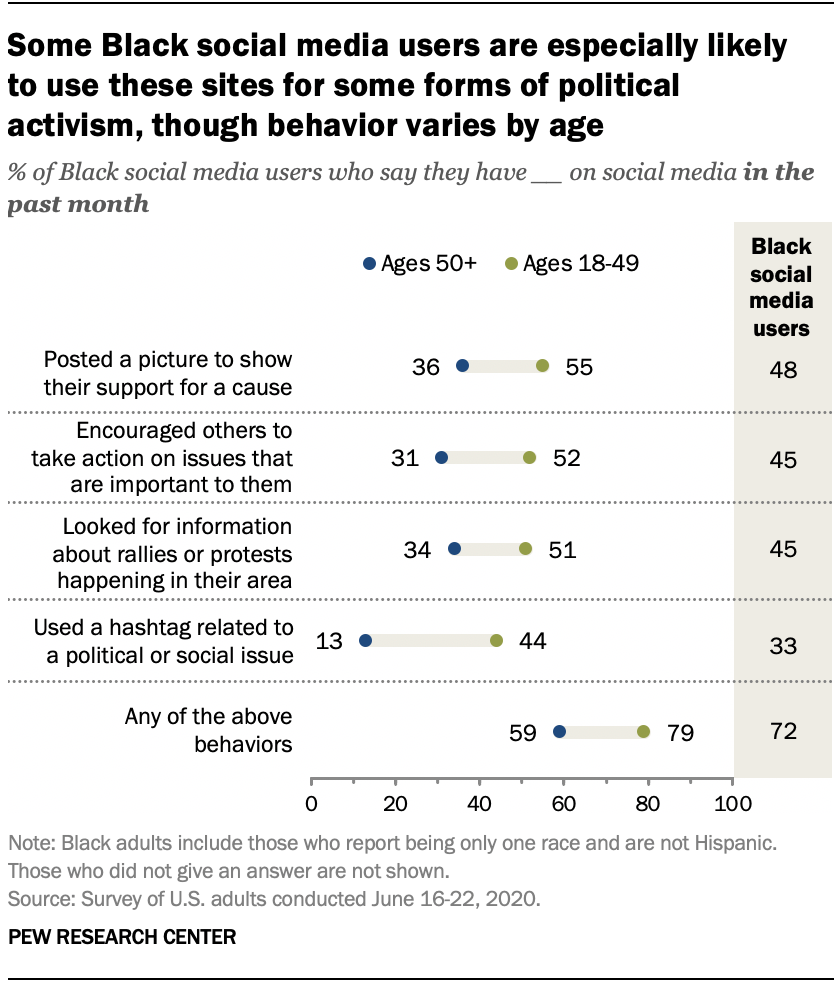 Some Black social media users are especially likely
to use these sites for some forms of political
activism, though behavior varies by age
% of Black social media users who say they have __ on social media in the
past month
Black
social
media
users
Ages 50+ Ages 18-49
Posted a picture to show
their support for a cause
36 55 48
Encouraged others to
take action on issues that
are important to them
31 52 45
Looked for information
about rallies or protests
happening in their area
34 51 45
Used a hashtag related to
a political or social issue
13 44 33
Any of the above
behaviors
59 79 72
0 20 40 60 80 100
Note: Black adults include those who report being only one race and are not Hispanic.
Those who did not give an answer are not shown.
Source: Survey of U.S. adults conducted June 16-22, 2020.
PEW RESEARCH CENTER